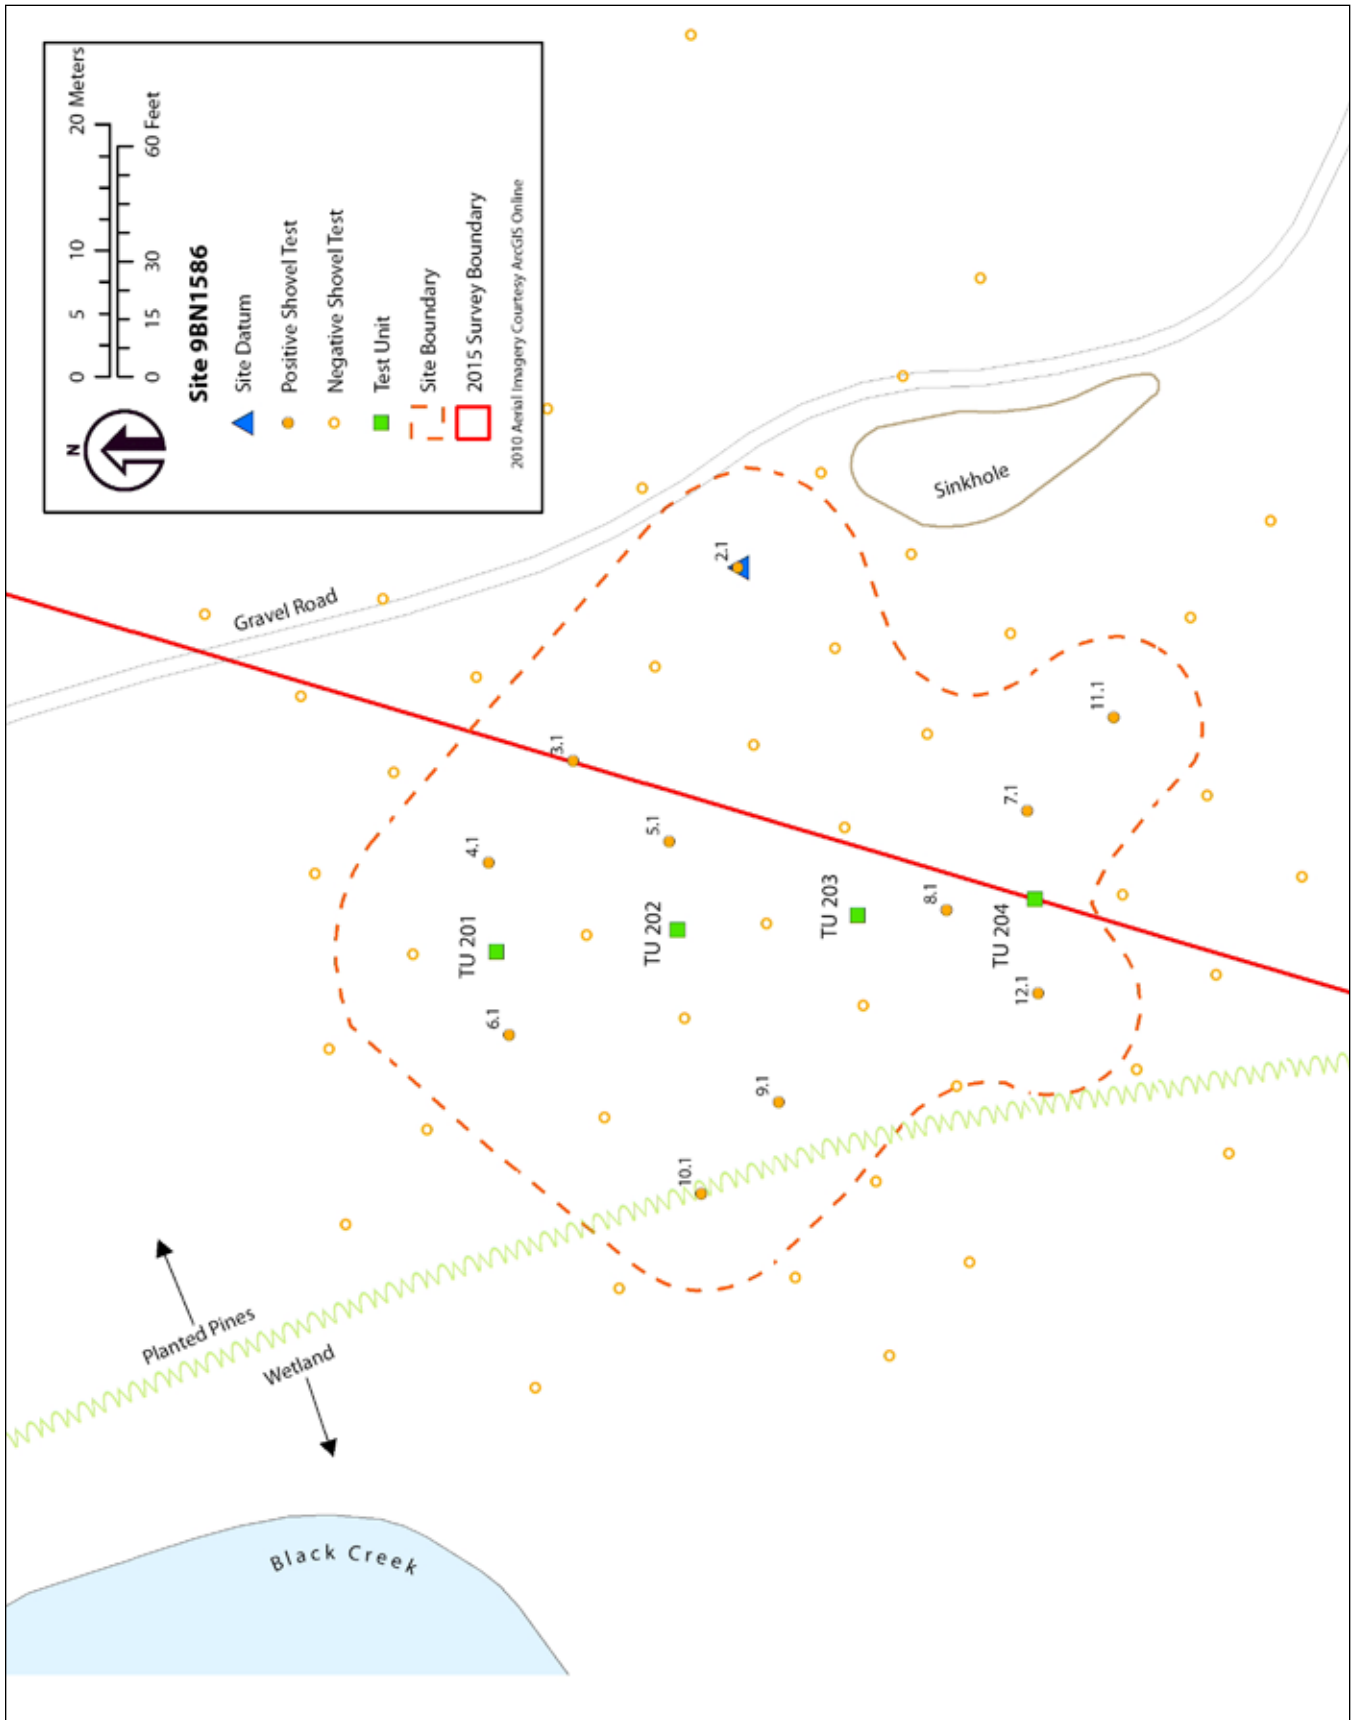 N
0 5 10 20 Meters
0 15 30 60 Feet
Site 9BN1586
Site Datum
Positive Shovel Test
Negative Shovel Test
Test Unit
Site Boundary
2015 Survey Boundary
2010 Aerial Imagery Courtesy ArcGIS Online
Gravel Road
Sinkhole
2.1
3.1
11.1
7.1
4.1
5.1
8.1
TU 201
TU 202
TU 203
TU 204
6.1
12.1
9.1
10.1
Planted Pines
Wetland
Black Creek